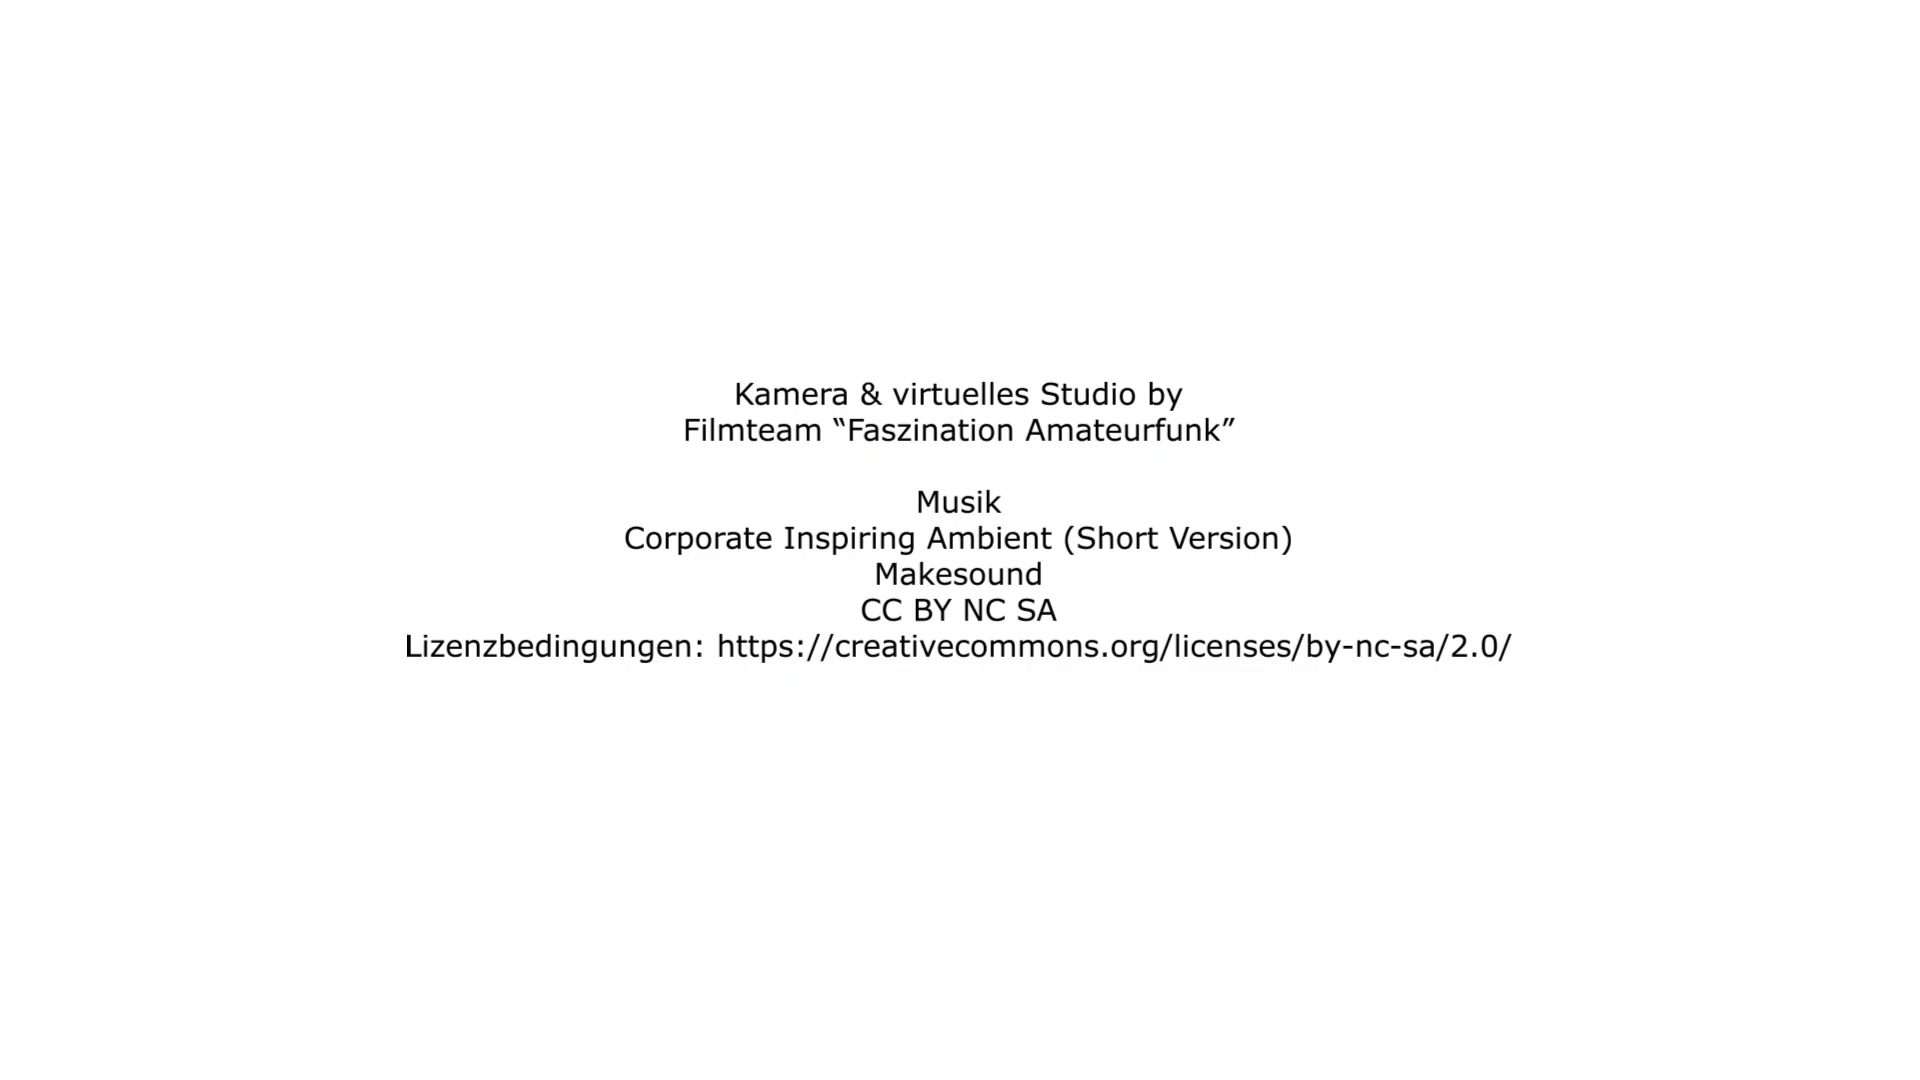 Kamera & virtuelles Studio by
Filmteam “Faszination Amateurfunk”
Musik
Corporate Inspiring Ambient (Short Version)
Makesound
CC BY NC SA
Lizenzbedingungen: https://creativecommons.org/licenses/by-nc-sa/2.0/